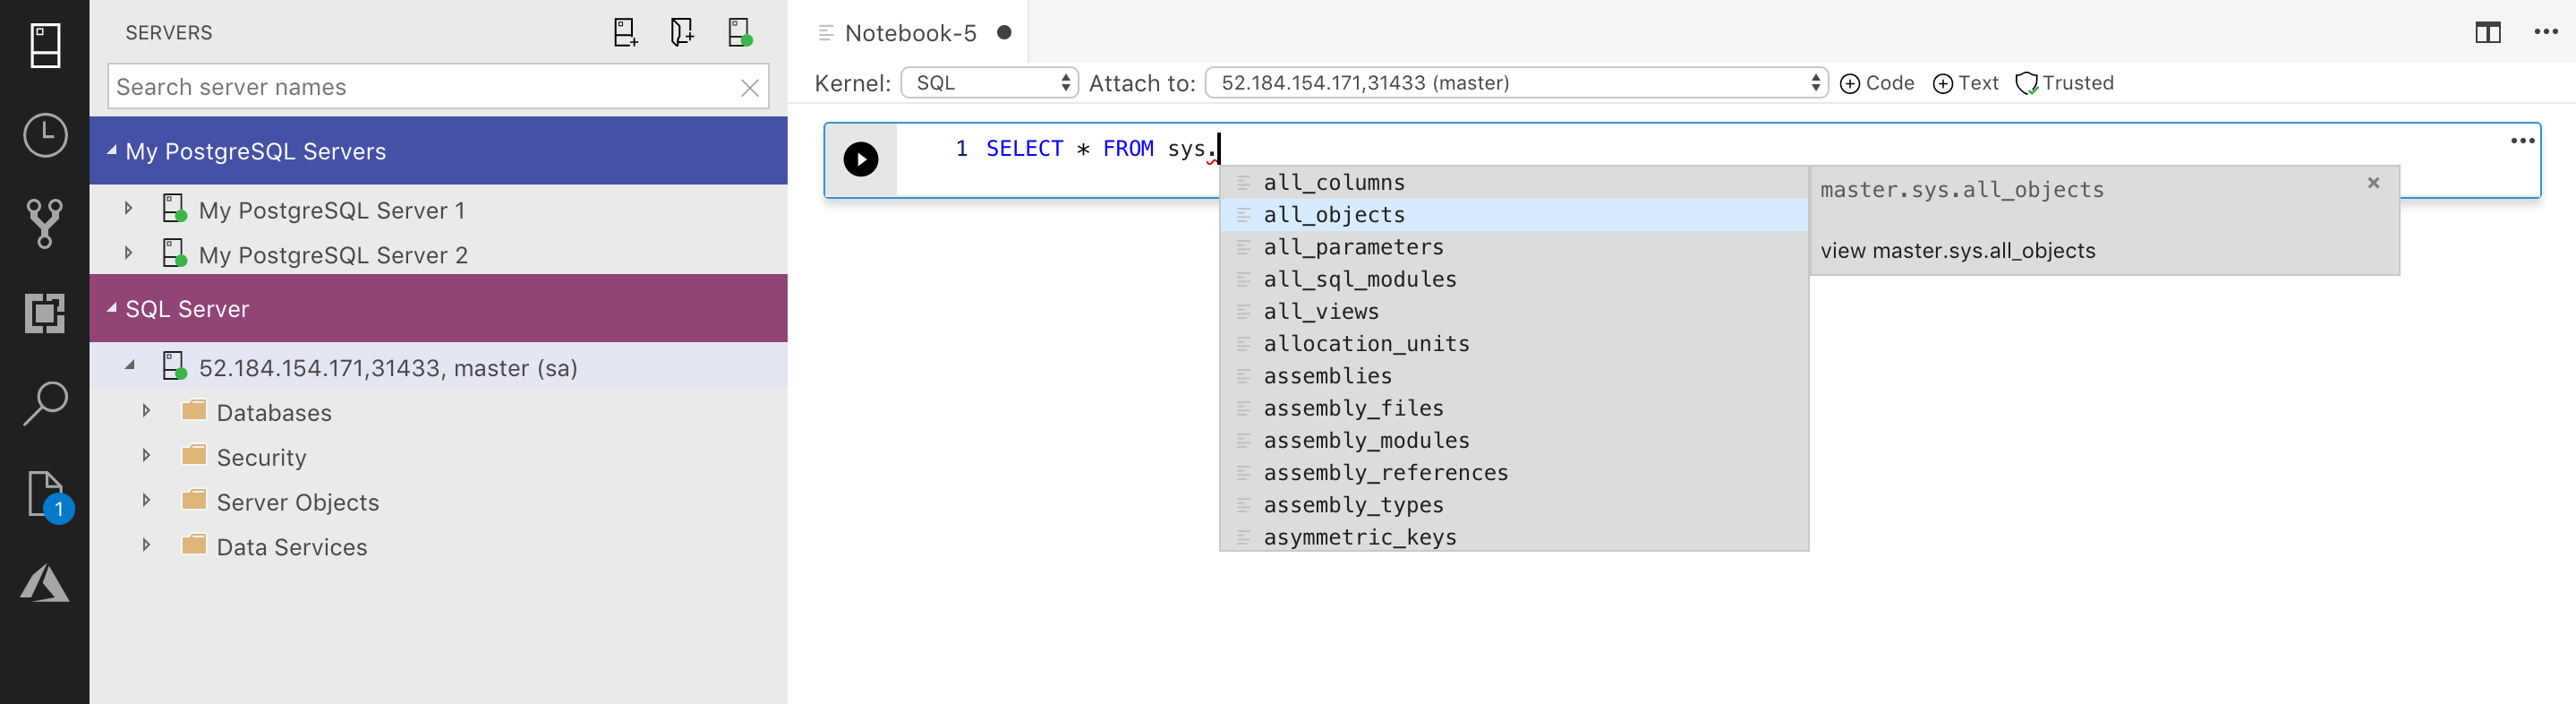 SERVERS
Search server names
My PostgreSQL Servers
My PostgreSQL Server 1
My PostgreSQL Server 2
SQL Server
52.184.154.171,31433, master (sa)
Databases
Security
Server Objects
Data Services
1
Notebook-5
Kernel: SQL Attach to: 52.184.154.171,31433 (master) Code Text Trusted
1 SELECT * FROM sys.
all_columns
all_objects
all_parameters
all_sql_modules
all_views
allocation_units
assemblies
assembly_files
assembly_modules
assembly_references
assembly_types
asymmetric_keys
master.sys.all_objects
view master.sys.all_objects